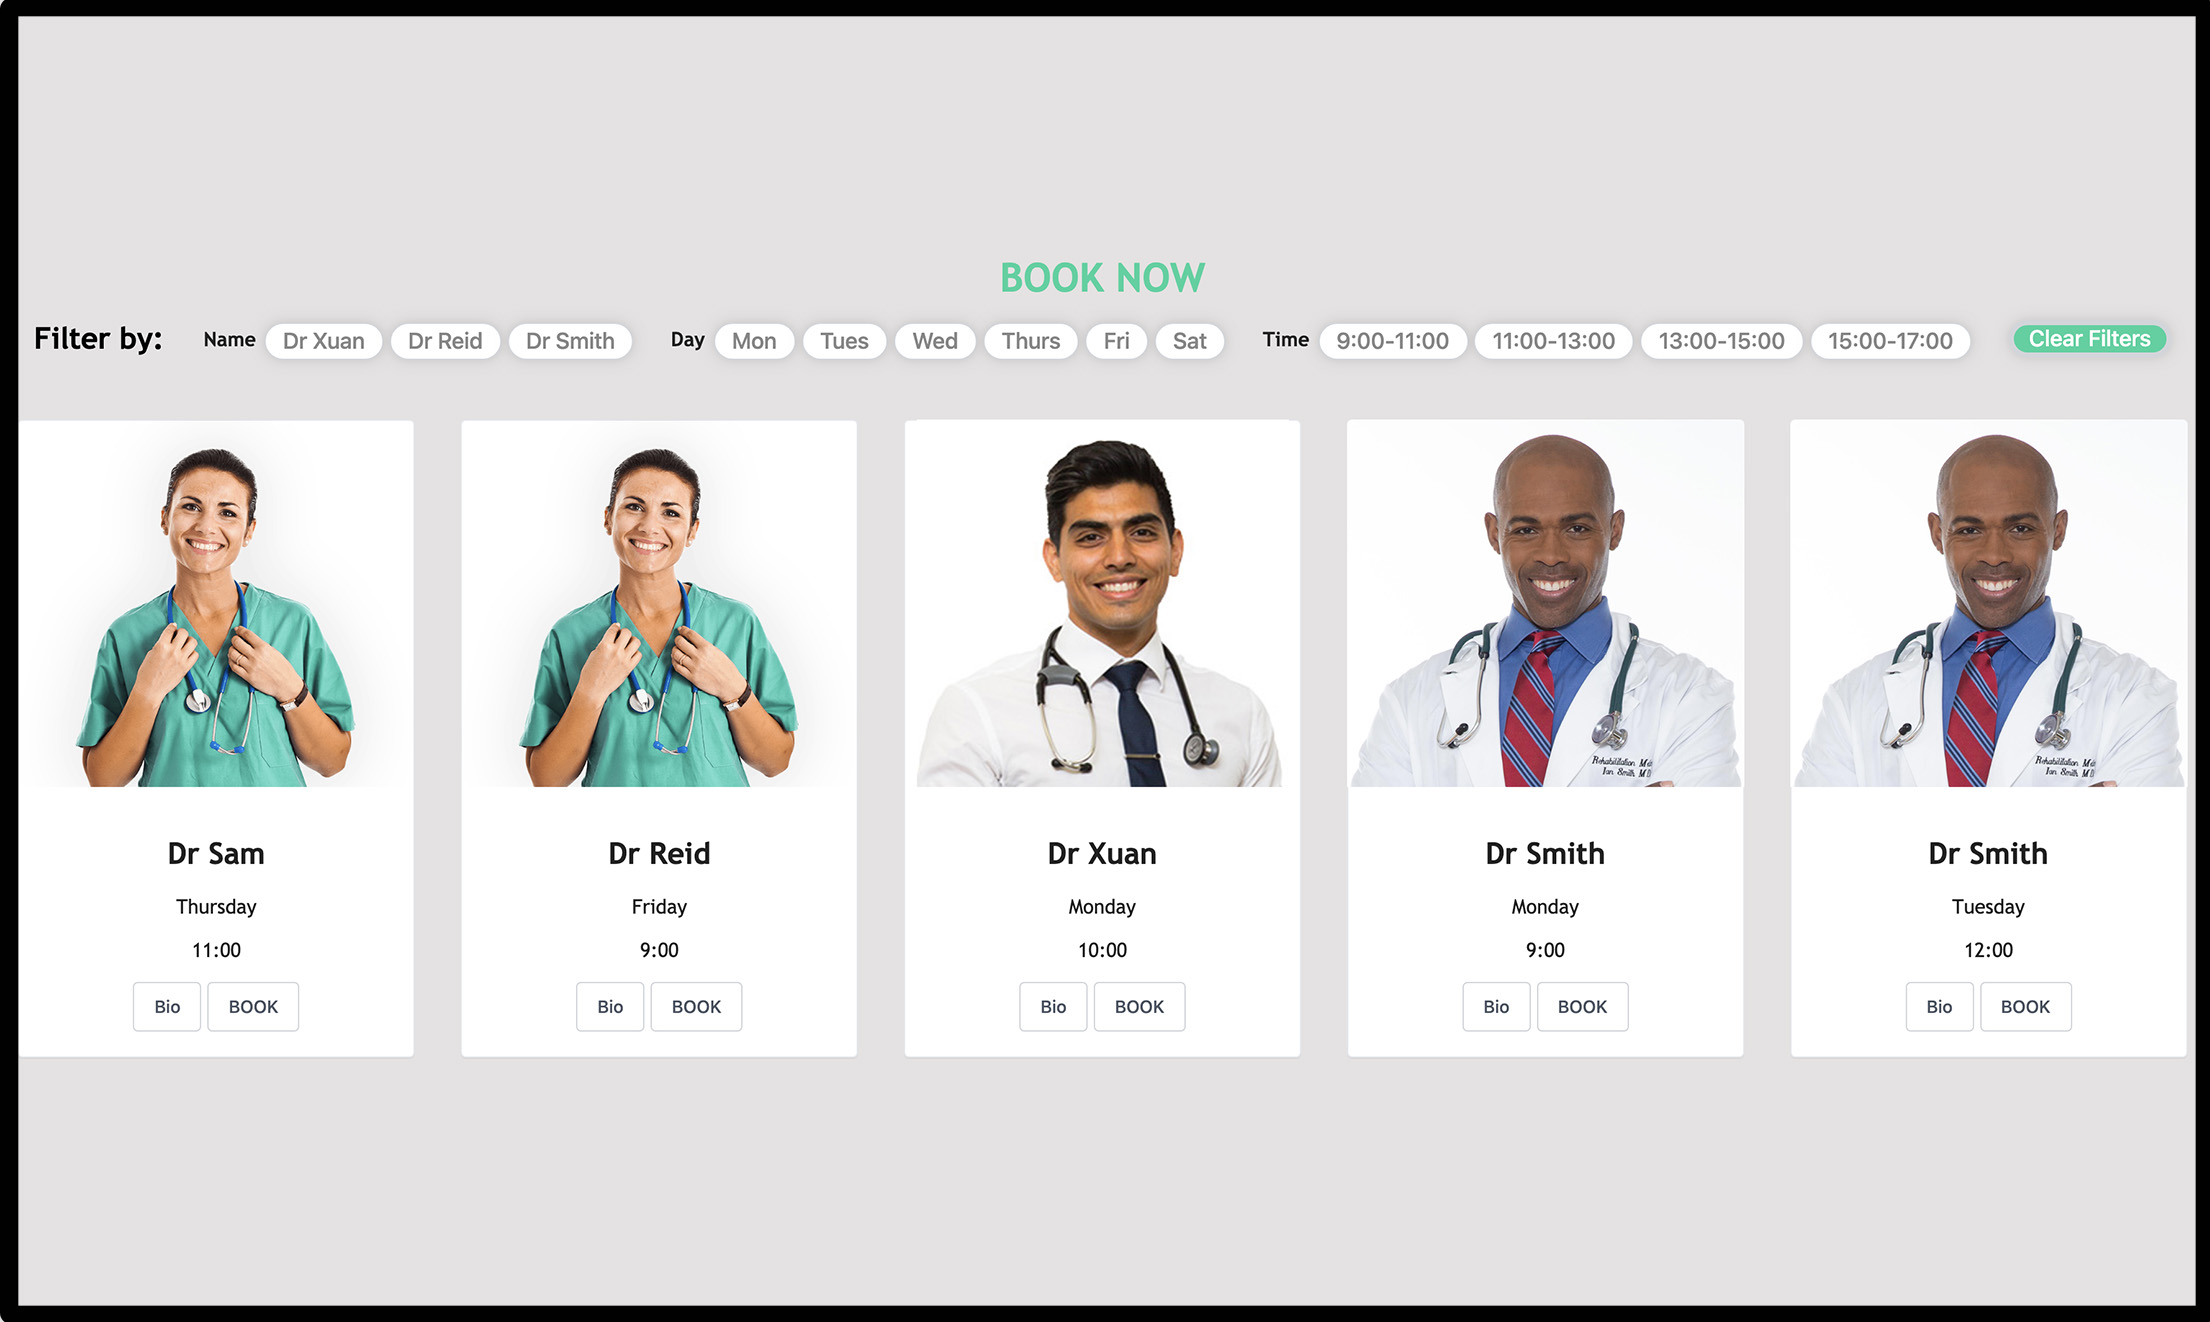 BOOK NOW
Filter by: Name Dr Xuan Dr Reid Dr Smith Day Mon Tues Wed Thurs Fri Sat Time 9:00-11:00 11:00-13:00 13:00-15:00 15:00-17:00 Clear Filters
Rehabilitation
Ian Smith M
Rehabilitation
Ian Smith M
Dr Sam Dr Reid Dr Xuan Dr Smith Dr Smith
Thursday Friday Monday Monday Tuesday
11:00 9:00 10:00 9:00 12:00
Bio BOOK Bio BOOK Bio BOOK Bio BOOK Bio BOOK